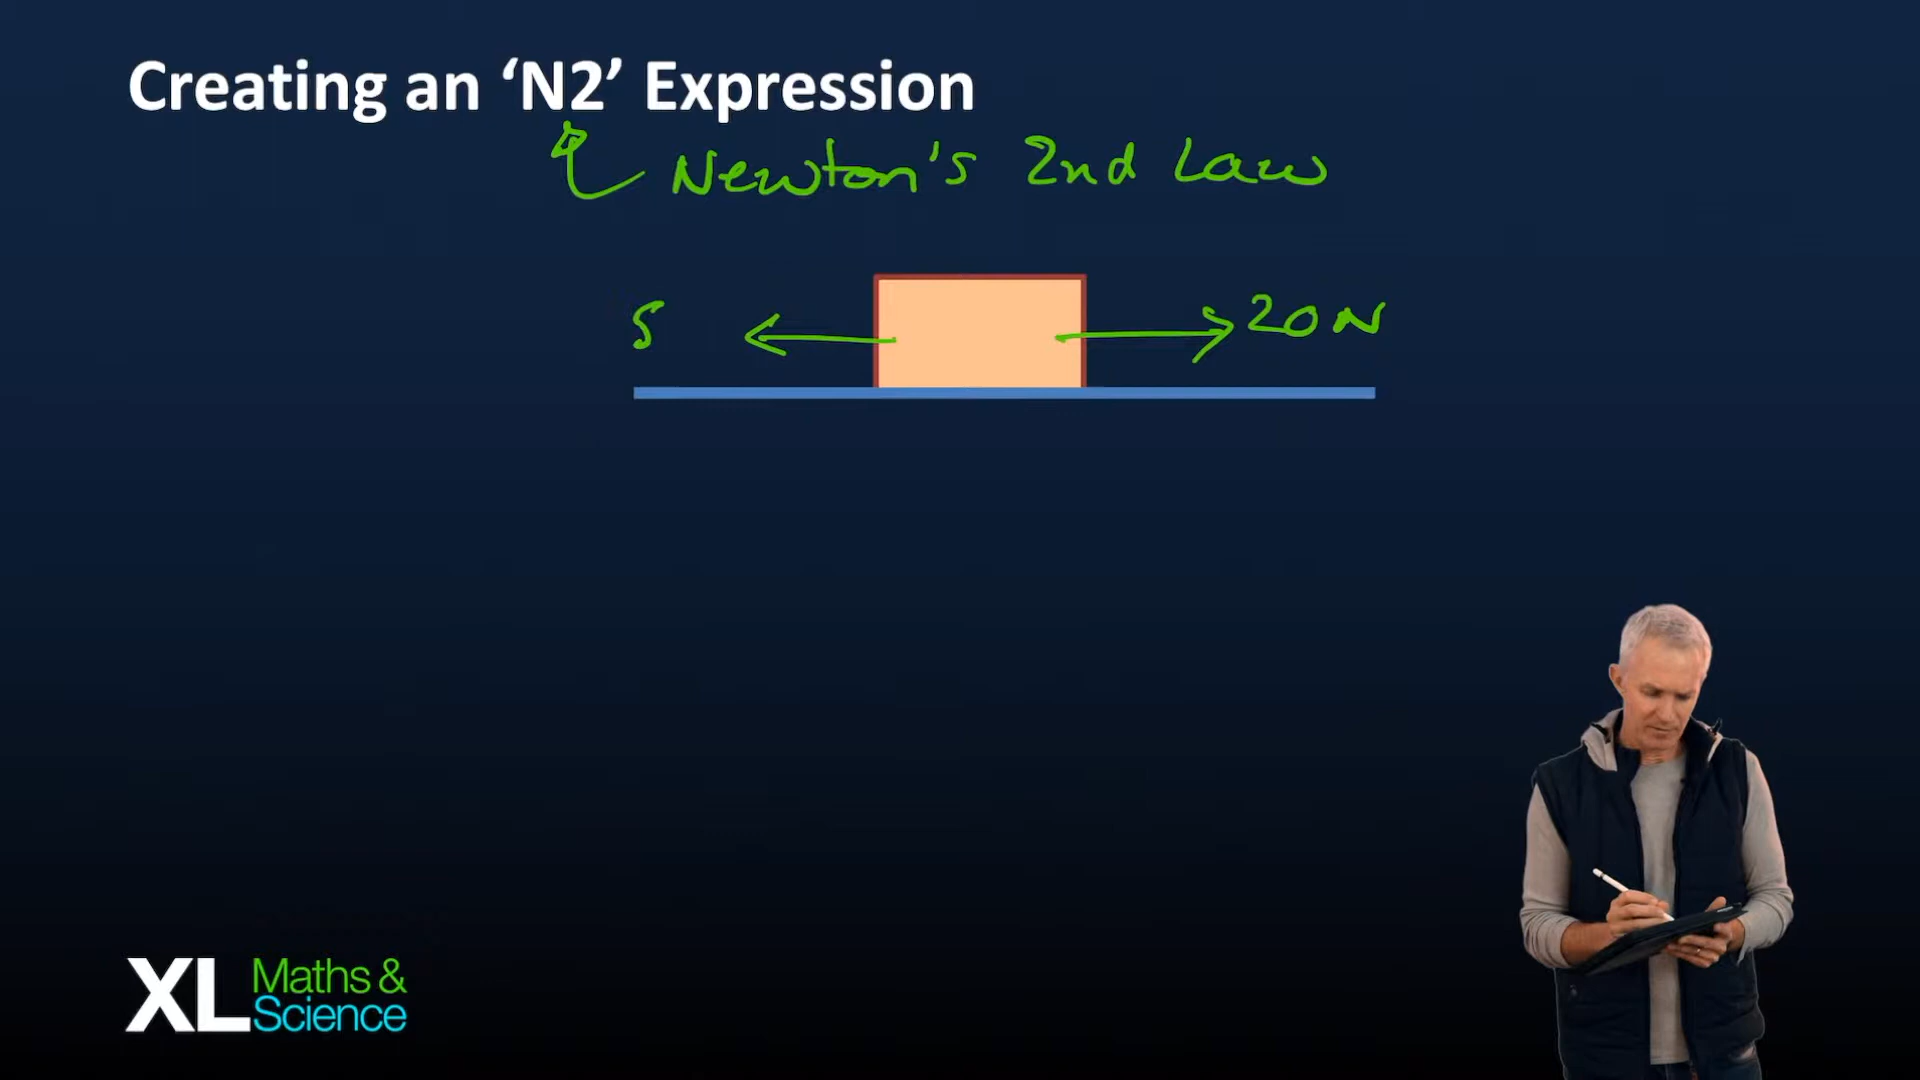 Creating an ‘N2’ Expression
Newton's 2nd Law
5
20N
XL Maths &
Science